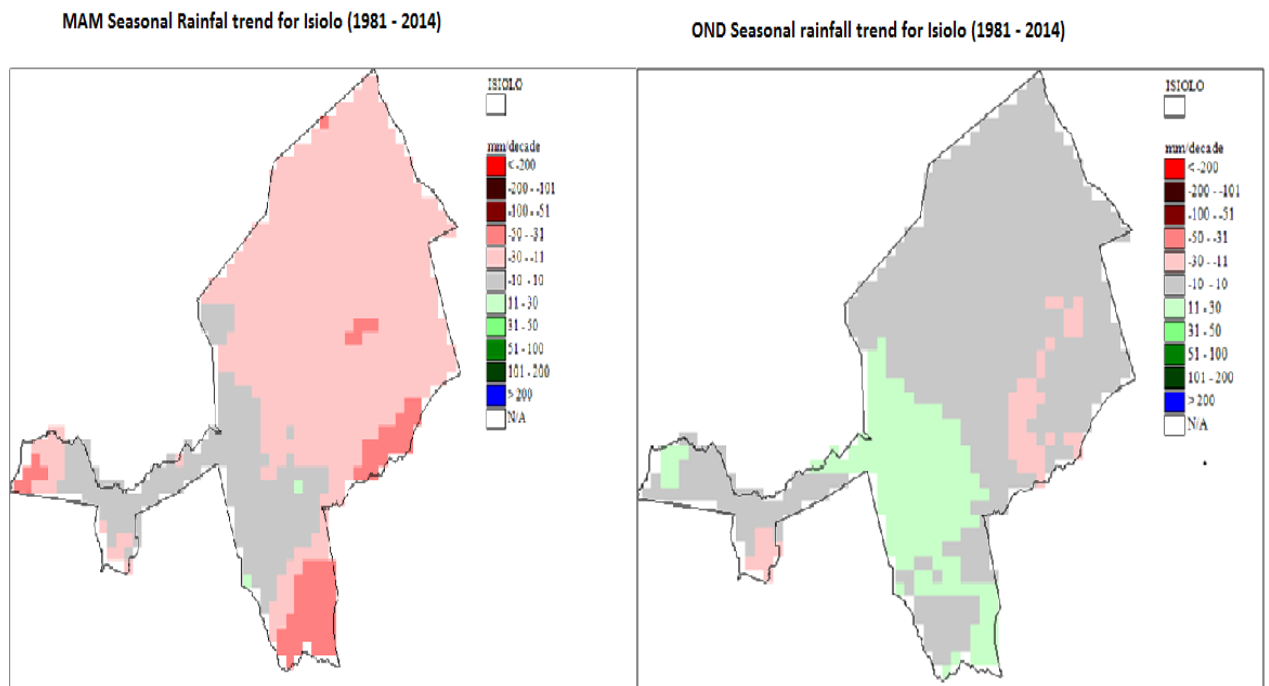 MAM Seasonal Rainfal trend for Isiolo (1981 - 2014)
ISIOLO
mm/decade
< -200
-200 - -101
-100 - -51
-50 - -31
-30 - -11
-10 - 10
11 - 30
31 - 50
51 - 100
101 - 200
> 200
N/A
OND Seasonal rainfall trend for Isiolo (1981 - 2014)
ISIOLO
mm/decade
< -200
-200 - -101
-100 - -51
-50 - -31
-30 - -11
-10 - 10
11 - 30
31 - 50
51 - 100
101 - 200
> 200
N/A